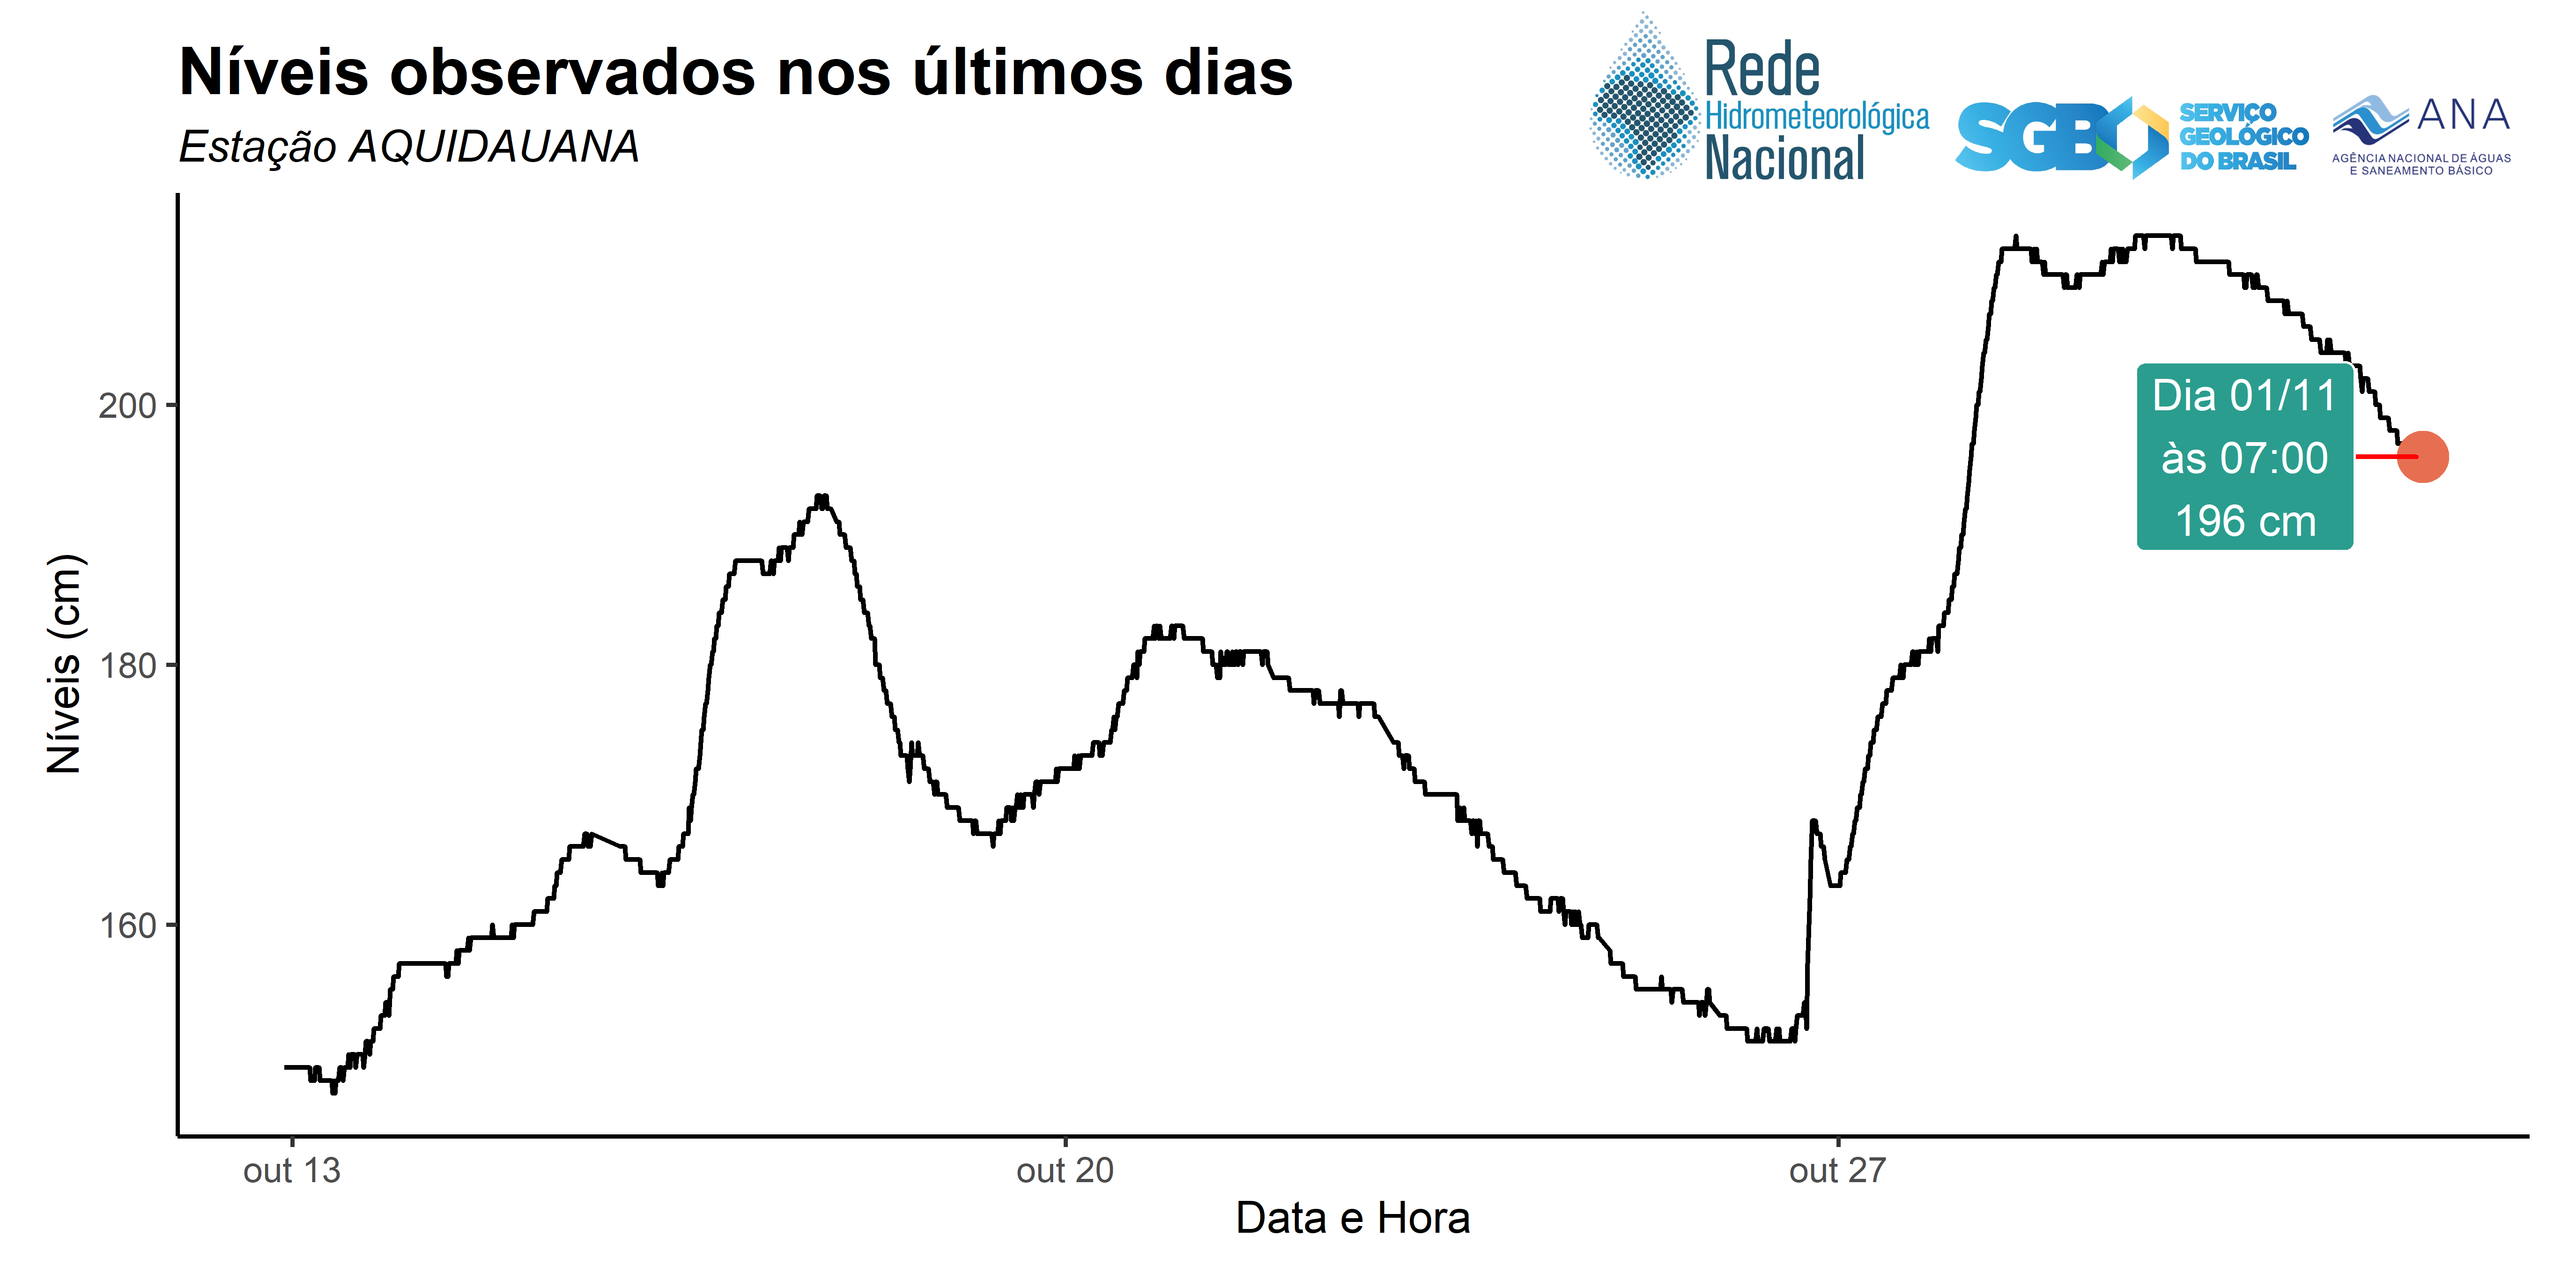 Níveis observados nos últimos dias
Estação AQUIDAUANA
Rede
Hidrometeorológica
Nacional
SGB
SERVIÇO
GEOLÓGICO
DO BRASIL
ANA
AGÊNCIA NACIONAL DE ÁGUAS
E SANEAMENTO BÁSICO
Níveis (cm)
200
180
160
Dia 01/11
às 07:00
196 cm
out 13
out 20
out 27
Data e Hora